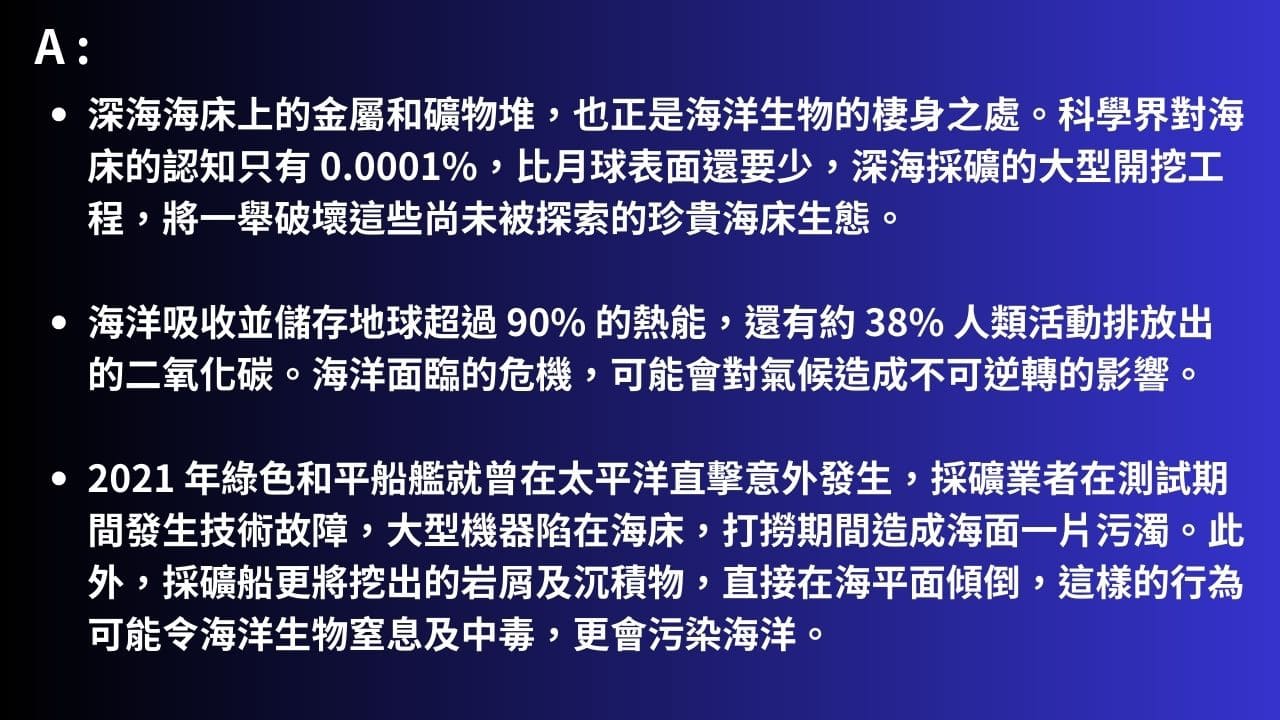 A :
• 深海海床上的金屬和礦物堆，也正是海洋生物的棲身之處。科學界對海
床的認知只有 0.0001%，比月球表面還要少，深海採礦的大型開挖工
程，將一舉破壞這些尚未被探索的珍貴海床生態。
• 海洋吸收並儲存地球超過 90% 的熱能，還有約 38% 人類活動排放出
的二氧化碳。海洋面臨的危機，可能會對氣候造成不可逆轉的影響。
• 2021 年綠色和平船艦就曾在太平洋直擊意外發生，採礦業者在測試期
間發生技術故障，大型機器陷在海床，打撈期間造成海面一片污濁。此
外，採礦船更將挖出的岩屑及沉積物，直接在海平面傾倒，這樣的行為
可能令海洋生物窒息及中毒，更會污染海洋。